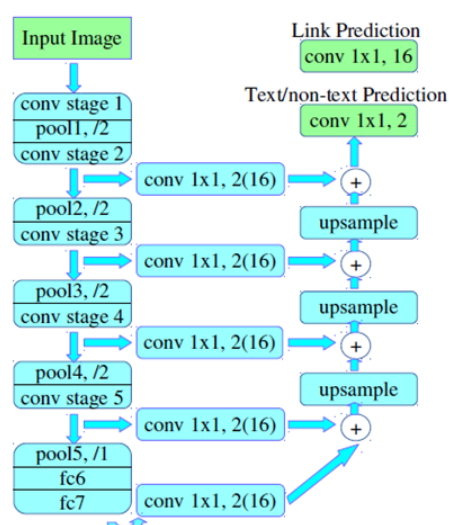 Input Image
Link Prediction
conv 1x1, 16
Text/non-text Prediction
conv 1x1, 2
conv stage 1
pool1, /2
conv stage 2
conv 1x1, 2(16)
+
upsample
pool2, /2
conv stage 3
conv 1x1, 2(16)
+
upsample
pool3, /2
conv stage 4
conv 1x1, 2(16)
+
upsample
pool4, /2
conv stage 5
conv 1x1, 2(16)
+
pool5, /1
fc6
fc7
conv 1x1, 2(16)